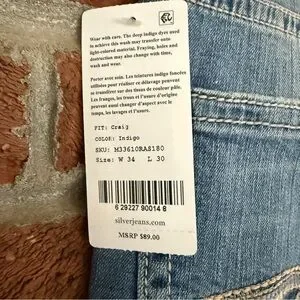 Wear with care. The deep indigo dyes used
to achieve this wash may transfer onto
light-colored material. Fraying, holes and
destruction may also change with time,
wash and wear.
Porter avec soin. Les teintures indigo foncées
utilisées pour réaliser ce délavage peuvent
se transférer sur des tissus de couleur pâle.
Les franges, les trous et l'usure d'origine
peuvent aussi changer d'aspect avec le
temps, les lavages et l'usure.
FIT: Craig
COLOR: Indigo
SKU: M33610RAS180
Size: W 34 L 30
6 29227 90014 8
silverjeans.com
MSRP $89.00